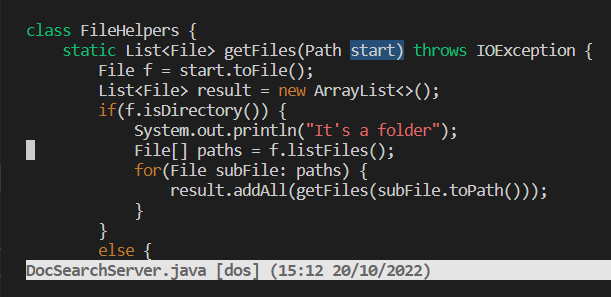 class FileHelpers {
    static List<File> getFiles(Path start) throws IOException {
        File f = start.toFile();
        List<File> result = new ArrayList<>();
        if(f.isDirectory()) {
            System.out.println("It's a folder");
            File[] paths = f.listFiles();
            for(File subFile: paths) {
                result.addAll(getFiles(subFile.toPath()));
            }
        }
        else {
DocSearchServer.java [dos] (15:12 20/10/2022)